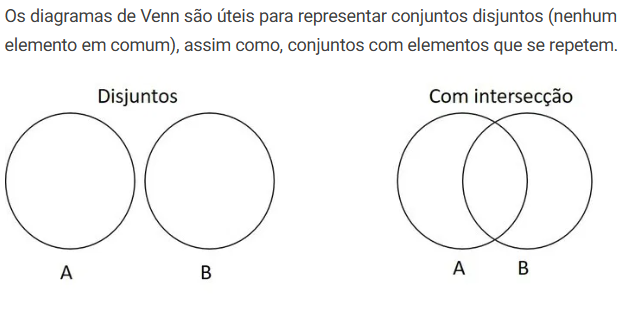 Os diagramas de Venn são úteis para representar conjuntos disjuntos (nenhum
elemento em comum), assim como, conjuntos com elementos que se repetem.
Disjuntos
Com intersecção
A
B
A
B